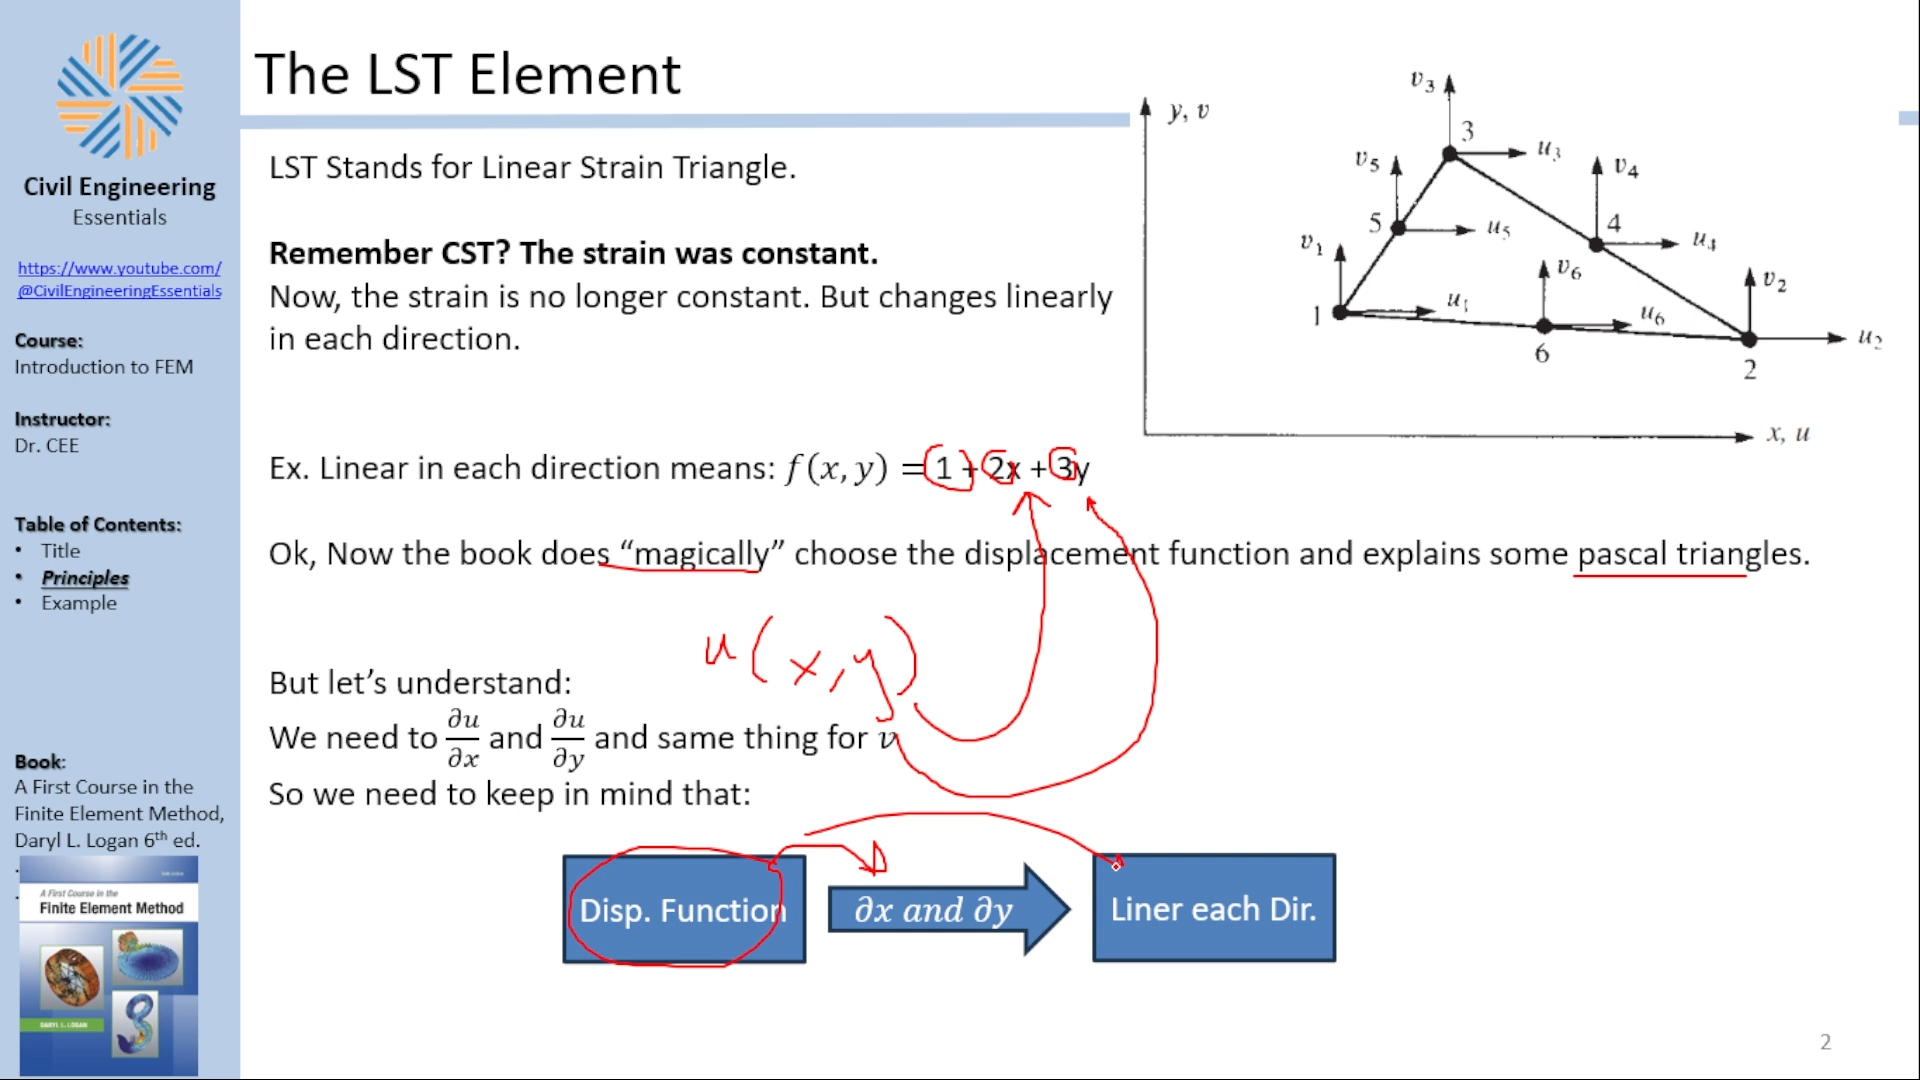 Civil Engineering
Essentials
https://www.youtube.com/
@CivilEngineeringEssentials
Course:
Introduction to FEM
Instructor:
Dr. CEE
Table of Contents:
• Title
• Principles
• Example
Book:
A First Course in the
Finite Element Method,
Daryl L. Logan 6th ed.
A First Course in the
Finite Element Method
DARYL L. LOGAN
The LST Element
LST Stands for Linear Strain Triangle.
Remember CST? The strain was constant.
Now, the strain is no longer constant. But changes linearly
in each direction.
Ex. Linear in each direction means: f(x, y) = 1 + 2x + 3y
Ok, Now the book does “magically” choose the displacement function and explains some pascal triangles.
u(x,y)
But let’s understand:
We need to ∂u/∂x and ∂u/∂y and same thing for v
So we need to keep in mind that:
Disp. Function
∂x and ∂y
Liner each Dir.
y, v
x, u
v3
3
u3
v5
5
u5
v4
4
u4
v1
1
u1
v6
6
u6
v2
2
u2
2